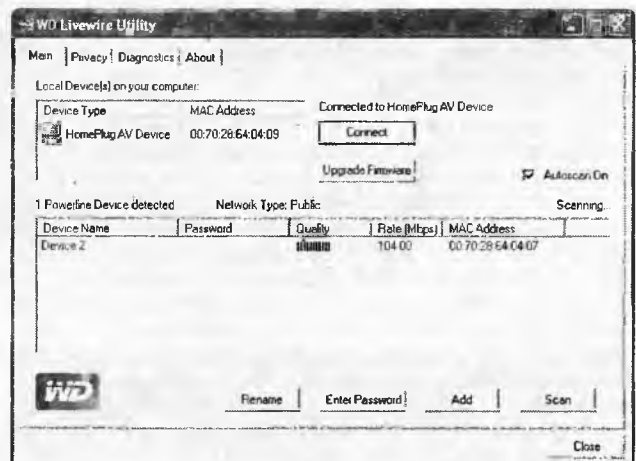 WD Livewire Utility
Main Privacy Diagnostics About
Local Device(s) on your computer:
Device Type MAC Address
HomePlug AV Device 00:70:28:64:04:09
Connected to HomePlug AV Device
Connect
Upgrade Firmware
Autoscan On
1 Powerline Device detected Network Type: Public Scanning...
Device Name Password Quality Rate (Mbps) MAC Address
Device 2 104.00 00:70:28:64:04:07
WD
Rename Enter Password Add Scan
Close